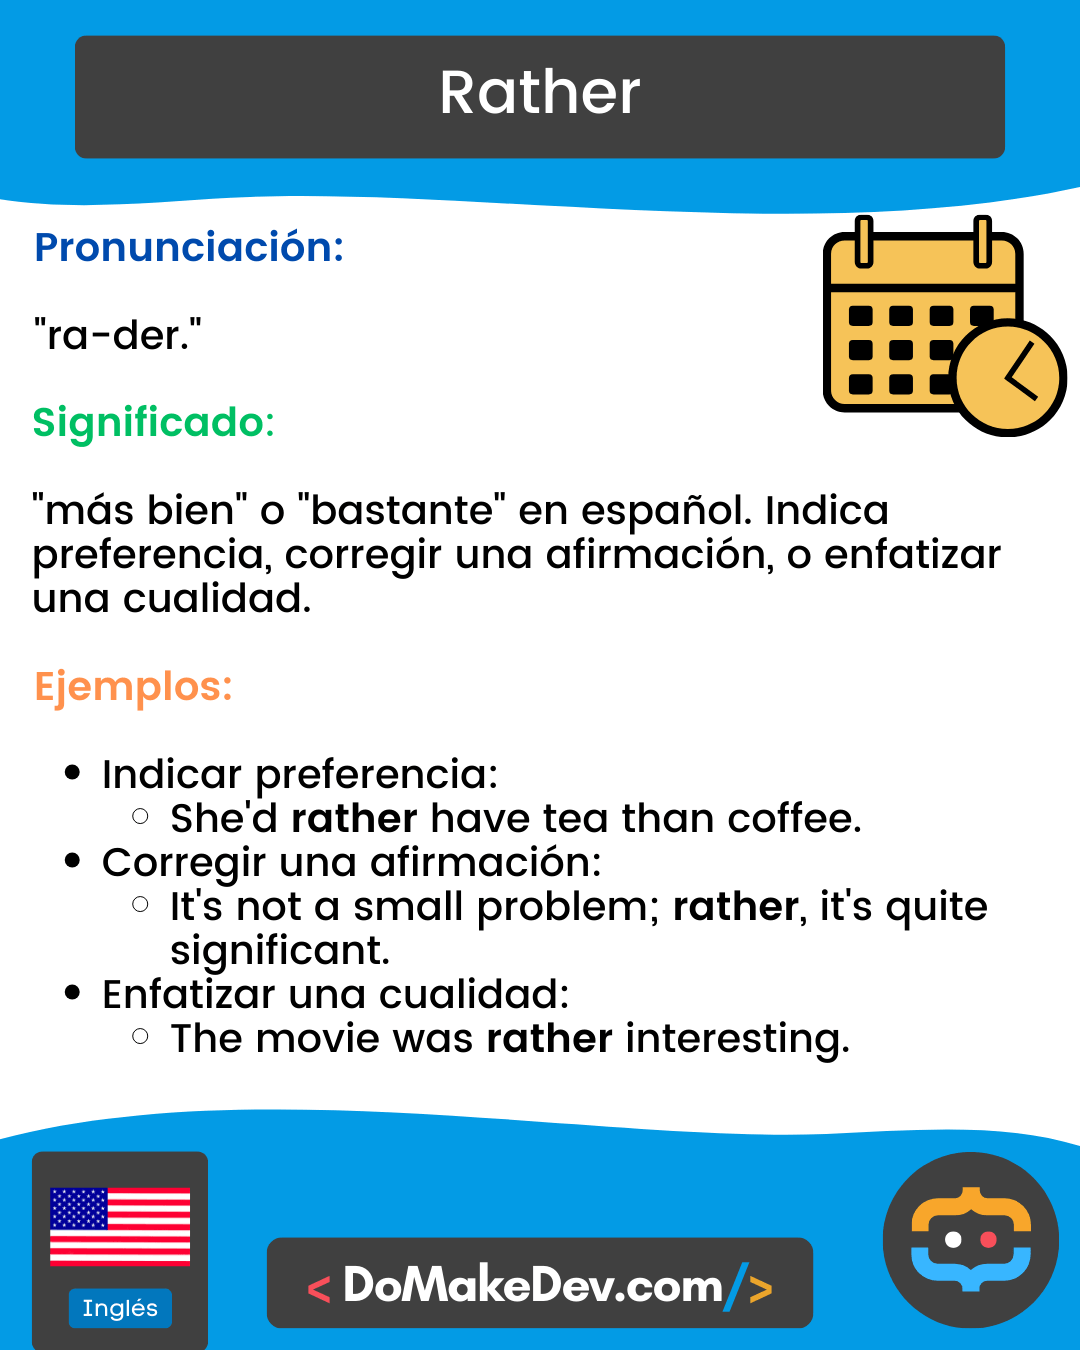 Rather
Pronunciación:
"ra-der."
Significado:
"más bien" o "bastante" en español. Indica
preferencia, corregir una afirmación, o enfatizar
una cualidad.
Ejemplos:
• Indicar preferencia:
○ She'd rather have tea than coffee.
• Corregir una afirmación:
○ It's not a small problem; rather, it's quite
significant.
• Enfatizar una cualidad:
○ The movie was rather interesting.
Inglés
< DoMakeDev.com/>